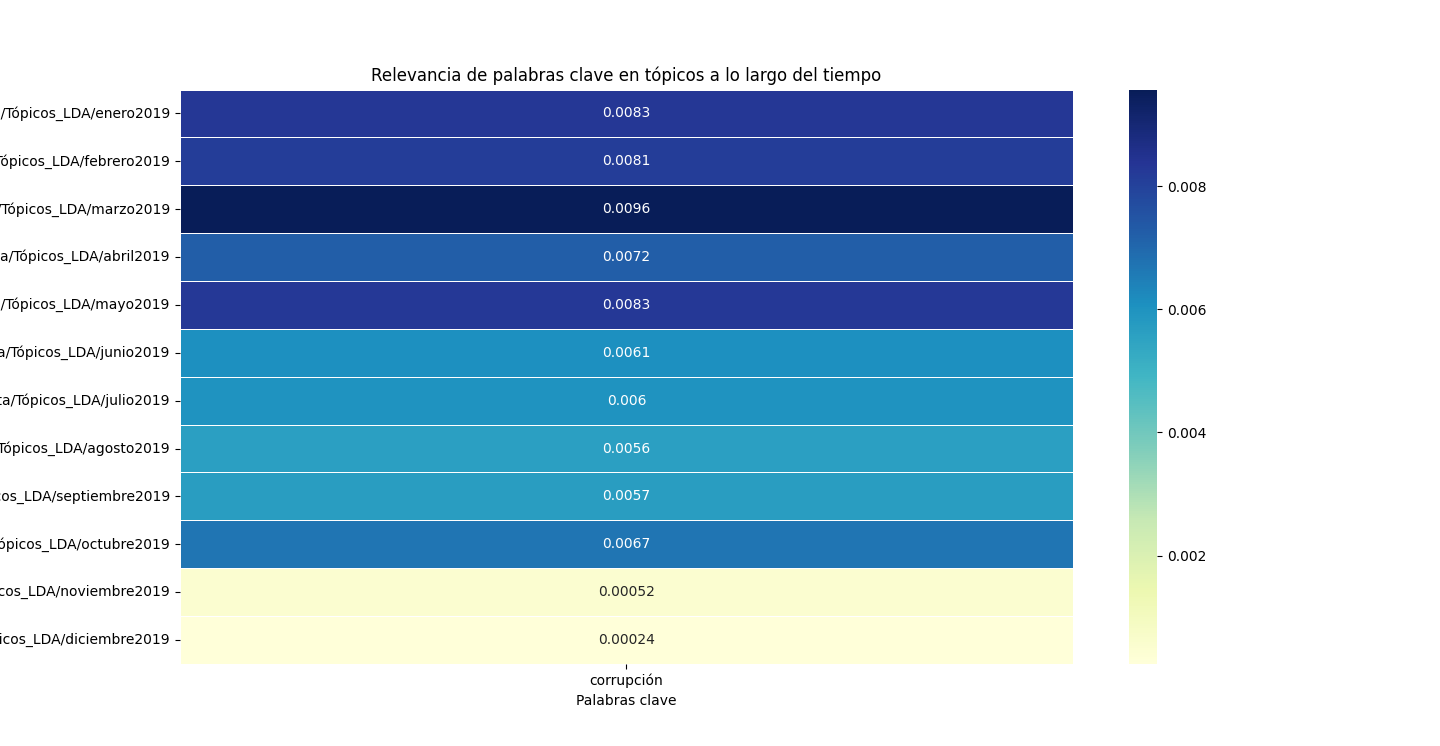 Relevancia de palabras clave en tópicos a lo largo del tiempo
/Tópicos_LDA/enero2019
0.0083
Tópicos_LDA/febrero2019
0.0081
/Tópicos_LDA/marzo2019
0.0096
a/Tópicos_LDA/abril2019
0.0072
/Tópicos_LDA/mayo2019
0.0083
a/Tópicos_LDA/junio2019
0.0061
ta/Tópicos_LDA/julio2019
0.006
Tópicos_LDA/agosto2019
0.0056
cos_LDA/septiembre2019
0.0057
ópicos_LDA/octubre2019
0.0067
cos_LDA/noviembre2019
0.00052
icos_LDA/diciembre2019
0.00024
corrupción
Palabras clave
0.008
0.006
0.004
0.002